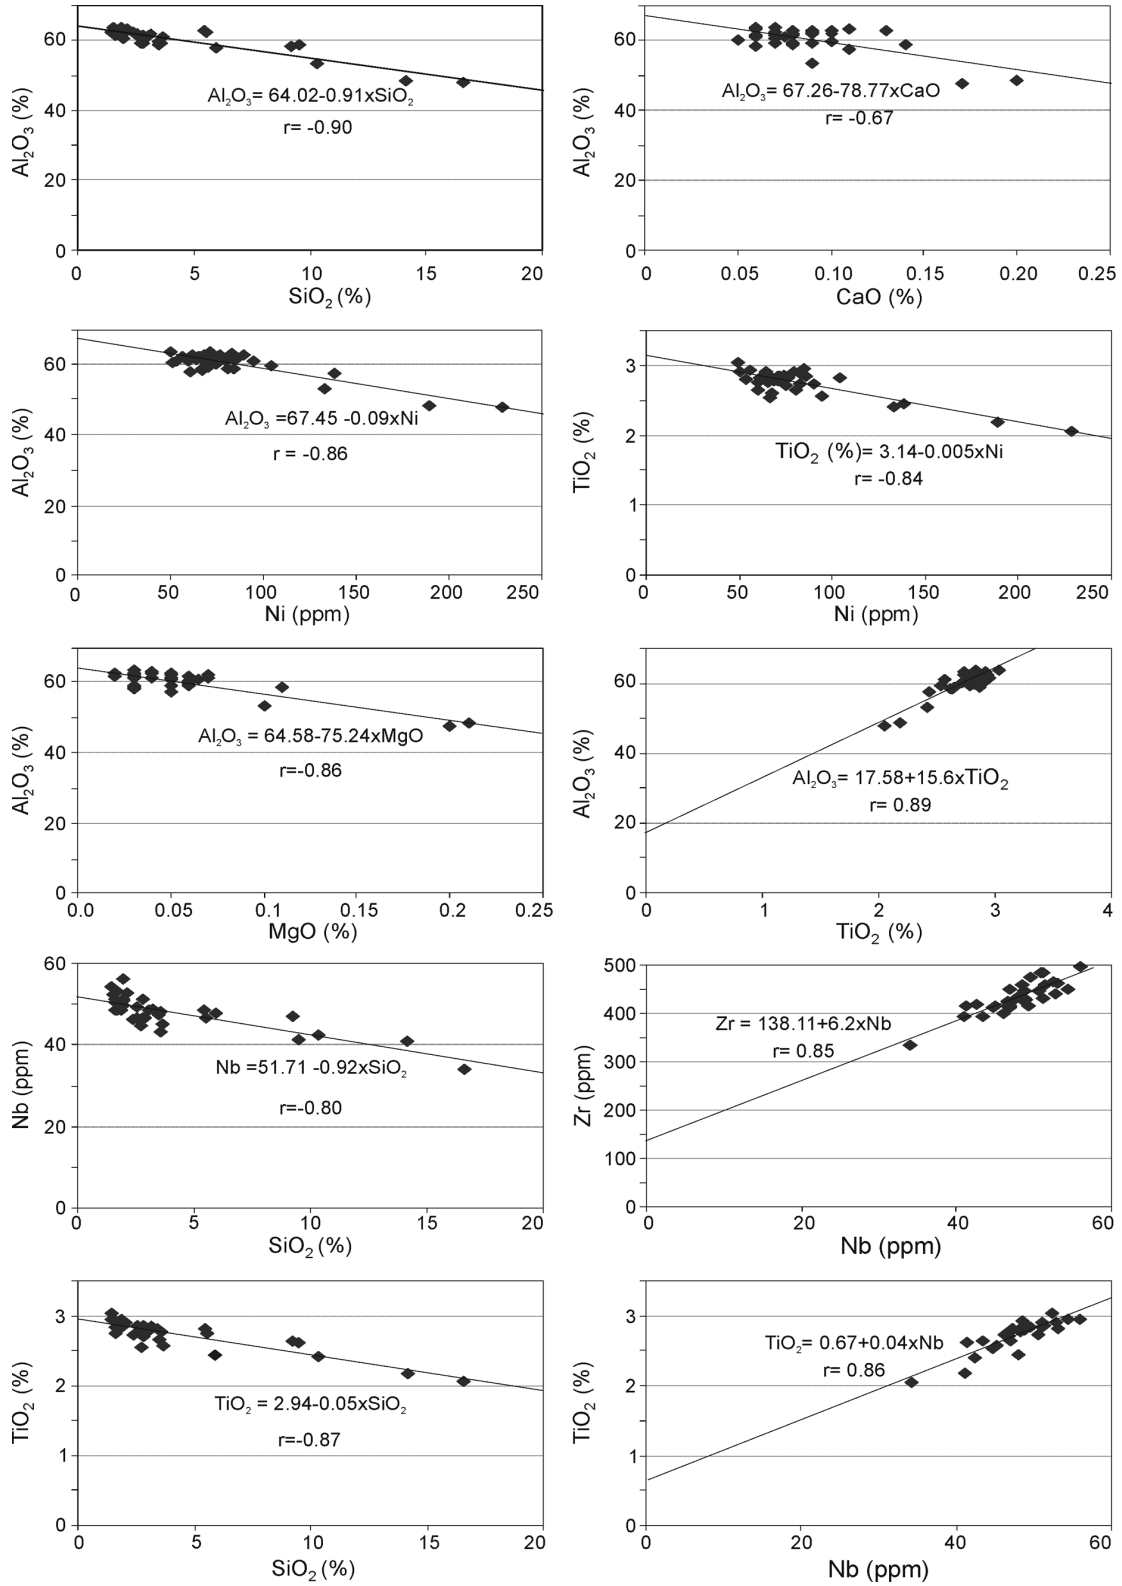 Al₂O₃ (%)
60
40
20
0
Al₂O₃= 64.02-0.91xSiO₂
r= -0.90
0 5 10 15 20
SiO₂ (%)
Al₂O₃ (%)
60
40
20
0
Al₂O₃= 67.26-78.77xCaO
r= -0.67
0 0.05 0.10 0.15 0.20 0.25
CaO (%)
Al₂O₃ (%)
60
40
20
0
Al₂O₃ =67.45 -0.09xNi
r = -0.86
50 100 150 200 250
Ni (ppm)
TiO₂ (%)
3
2
1
0
TiO₂ (%)= 3.14-0.005xNi
r= -0.84
50 100 150 200 250
Ni (ppm)
Al₂O₃ (%)
60
40
20
0
Al₂O₃ = 64.58-75.24xMgO
r=-0.86
0.0 0.05 0.1 0.15 0.2 0.25
MgO (%)
Al₂O₃ (%)
60
40
20
0
Al₂O₃= 17.58+15.6xTiO₂
r= 0.89
0 1 2 3 4
TiO₂ (%)
Nb (ppm)
60
40
20
0
Nb =51.71 -0.92xSiO₂
r=-0.80
0 5 10 15 20
SiO₂ (%)
Zr (ppm)
500
400
300
200
100
0
Zr = 138.11+6.2xNb
r= 0.85
0 20 40 60
Nb (ppm)
TiO₂ (%)
3
2
1
0
TiO₂ = 2.94-0.05xSiO₂
r=-0.87
0 5 10 15 20
SiO₂ (%)
TiO₂ (%)
3
2
1
0
TiO₂= 0.67+0.04xNb
r= 0.86
0 20 40 60
Nb (ppm)